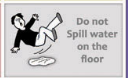 Do not
Spill water
on the
floor